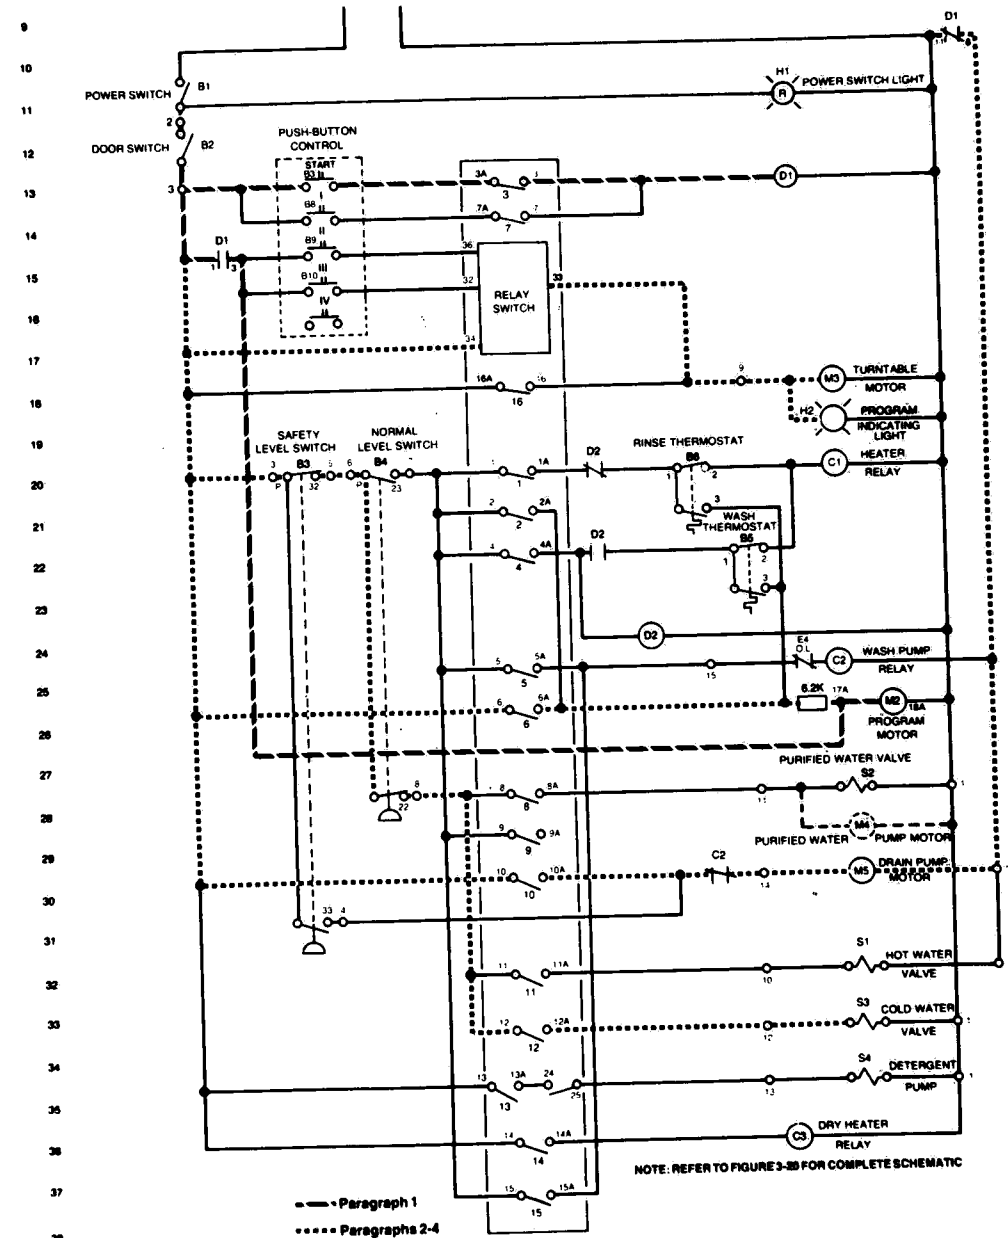 9
D1
11 8
10
H1
POWER SWITCH B1
R POWER SWITCH LIGHT
11
2
PUSH-BUTTON
CONTROL
DOOR SWITCH B2
12
START
B3
3A 3
3
3
D1
13
I
B8
7A 7
7
II
14
D1
1 3
B9
36
III
15
B10
32
33
RELAY
SWITCH
IV
16
34
17
9
TURNTABLE
M3
MOTOR
16A 16
16
18
H2
PROGRAM
INDICATING
LIGHT
19
SAFETY
LEVEL SWITCH
NORMAL
LEVEL SWITCH
RINSE THERMOSTAT
3 B3 5 6 B4 7
P 32 P 23
1 1A
1
D2
B6
1 2
C1
HEATER
RELAY
20
2 2A
2
3
WASH
THERMOSTAT
21
4 4A
4
D2
B5
1 2
22
3
23
D2
24
5 5A
5
15
E4
O.L
C2
WASH PUMP
RELAY
25
6 6A
6
6.2K
17A
M2
18A
PROGRAM
MOTOR
26
PURIFIED WATER VALVE
27
8
22
8 8A
8
11
S2
1
28
9 9A
9
PURIFIED WATER
M4
PUMP MOTOR
29
10 10A
10
C2
14
M5
DRAIN PUMP
MOTOR
30
33 4
31
11 11A
11
10
S1
HOT WATER
VALVE
32
12 12A
12
12
S3
COLD WATER
VALVE
1
33
34
13 13A 24
13 25
13
S4
DETERGENT
PUMP
1
35
14 14A
14
C3
DRY HEATER
RELAY
36
NOTE: REFER TO FIGURE 3-20 FOR COMPLETE SCHEMATIC
37
15 15A
15
Paragraph 1
Paragraphs 2-4